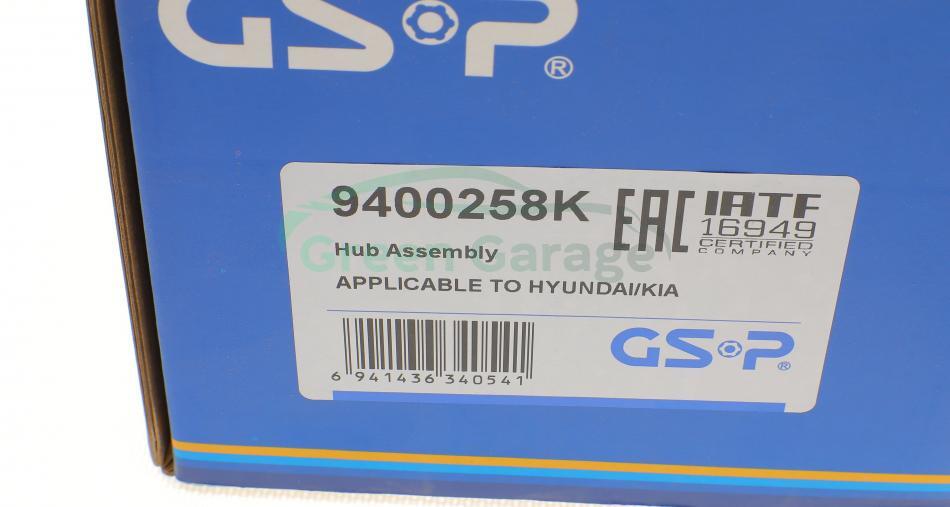 GSP®
9400258K
EAC
IATF
16949
CERTIFIED
COMPANY
Green Garage
Hub Assembly
APPLICABLE TO HYUNDAI/KIA
GSP®
6 941436 340541